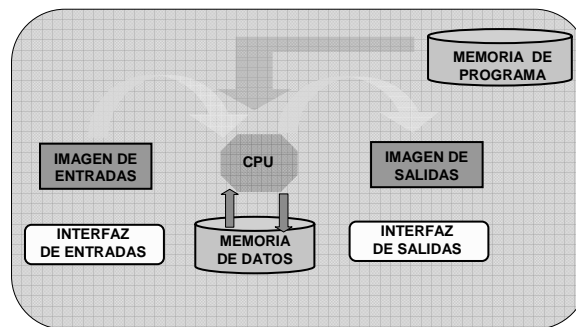 MEMORIA DE
PROGRAMA
IMAGEN DE
ENTRADAS
CPU
IMAGEN DE
SALIDAS
INTERFAZ
DE ENTRADAS
MEMORIA
DE DATOS
INTERFAZ
DE SALIDAS